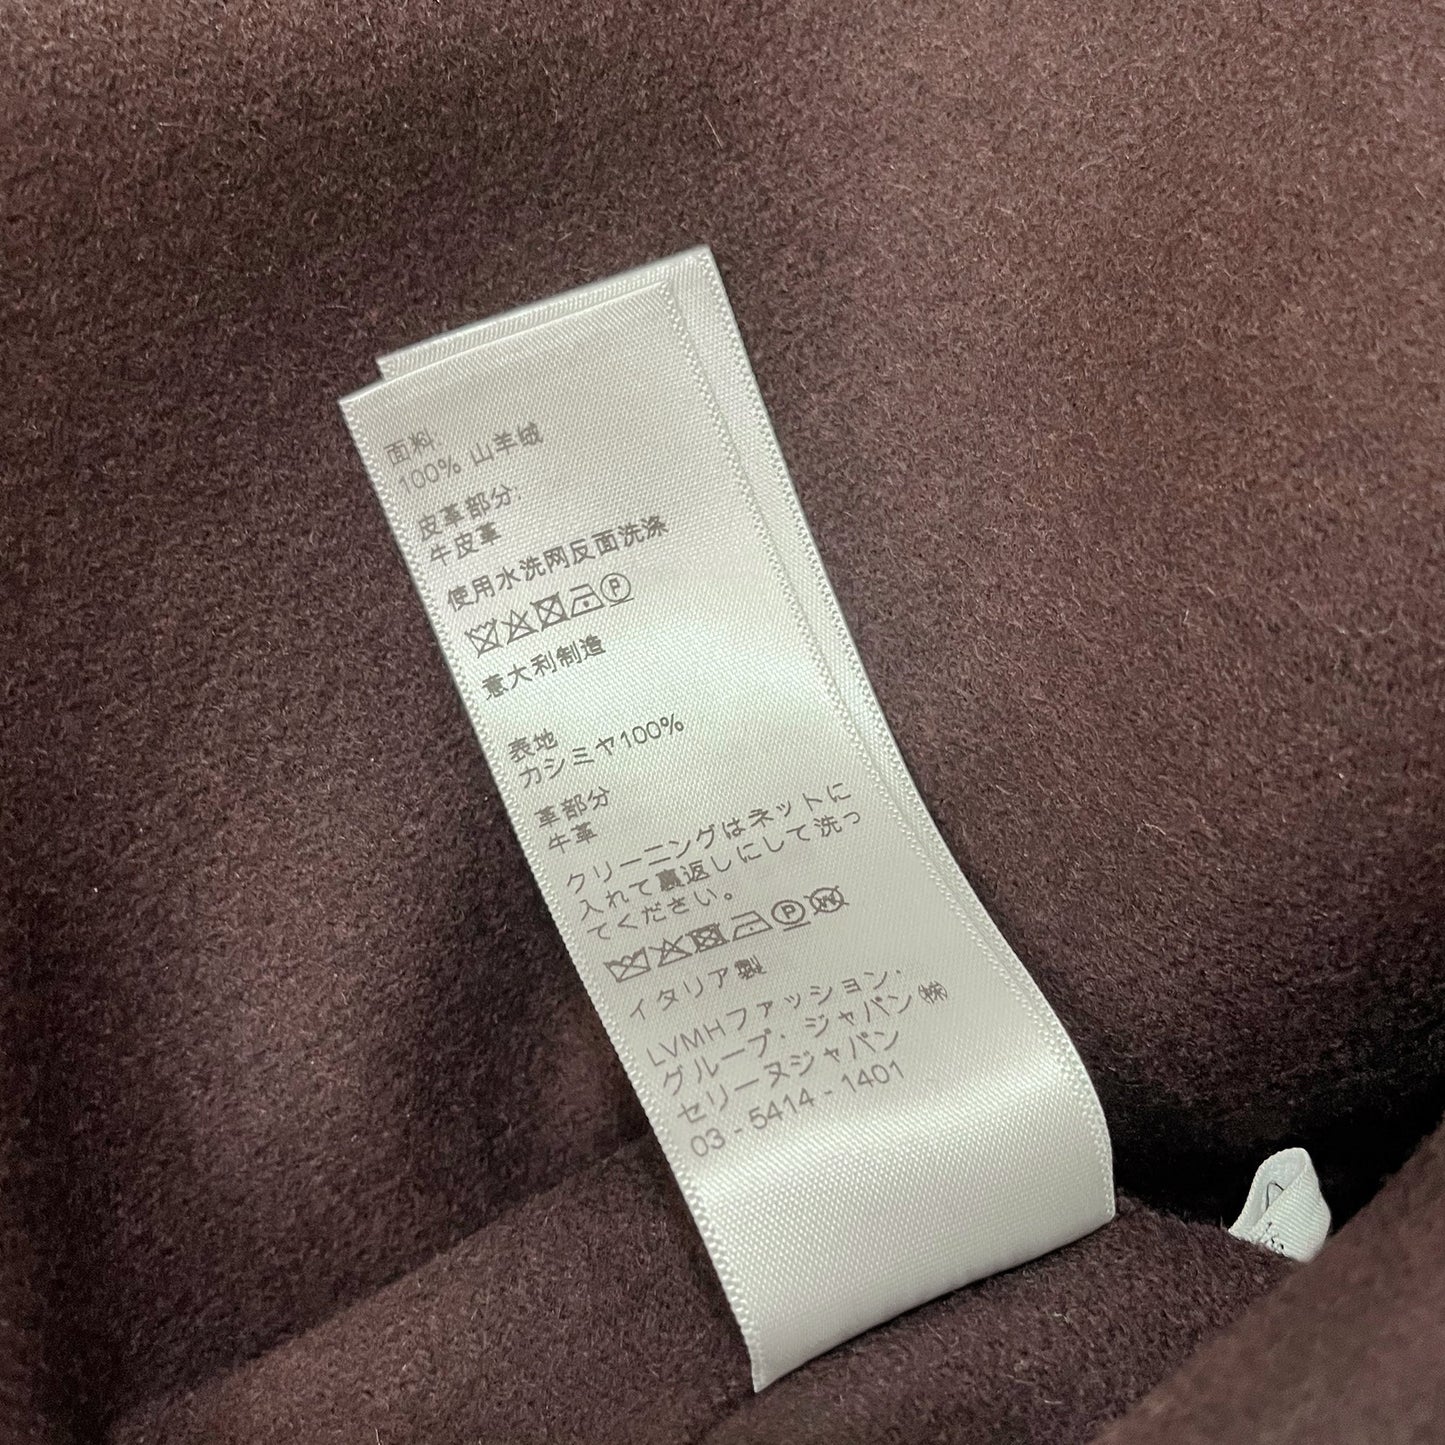 面料:
100% 山羊绒
皮革部分:
牛皮革
使用水洗网反面洗涤
P
意大利制造
表地
カシミヤ100%
革部分
牛革
クリーニングはネットに
入れて裏返しにして洗っ
てください。
P W
イタリア製
LVMHファッション・
グループ・ジャパン㈱
セリーヌジャパン
03 - 5414 - 1401